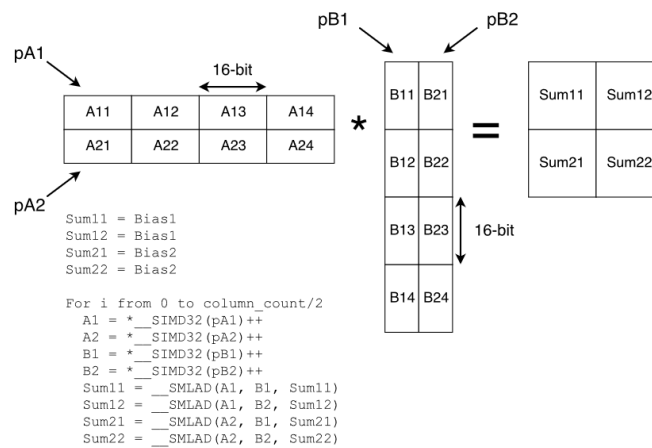 pB1 pB2
pA1
16-bit
A11 A12 A13 A14
A21 A22 A23 A24
pA2
*
B11 B21
B12 B22
B13 B23
B14 B24
16-bit
=
Sum11 Sum12
Sum21 Sum22
Sum11 = Bias1
Sum12 = Bias1
Sum21 = Bias2
Sum22 = Bias2
For i from 0 to column_count/2
A1 = *__SIMD32(pA1)++
A2 = *__SIMD32(pA2)++
B1 = *__SIMD32(pB1)++
B2 = *__SIMD32(pB2)++
Sum11 = __SMLAD(A1, B1, Sum11)
Sum12 = __SMLAD(A1, B2, Sum12)
Sum21 = __SMLAD(A2, B1, Sum21)
Sum22 = __SMLAD(A2, B2, Sum22)